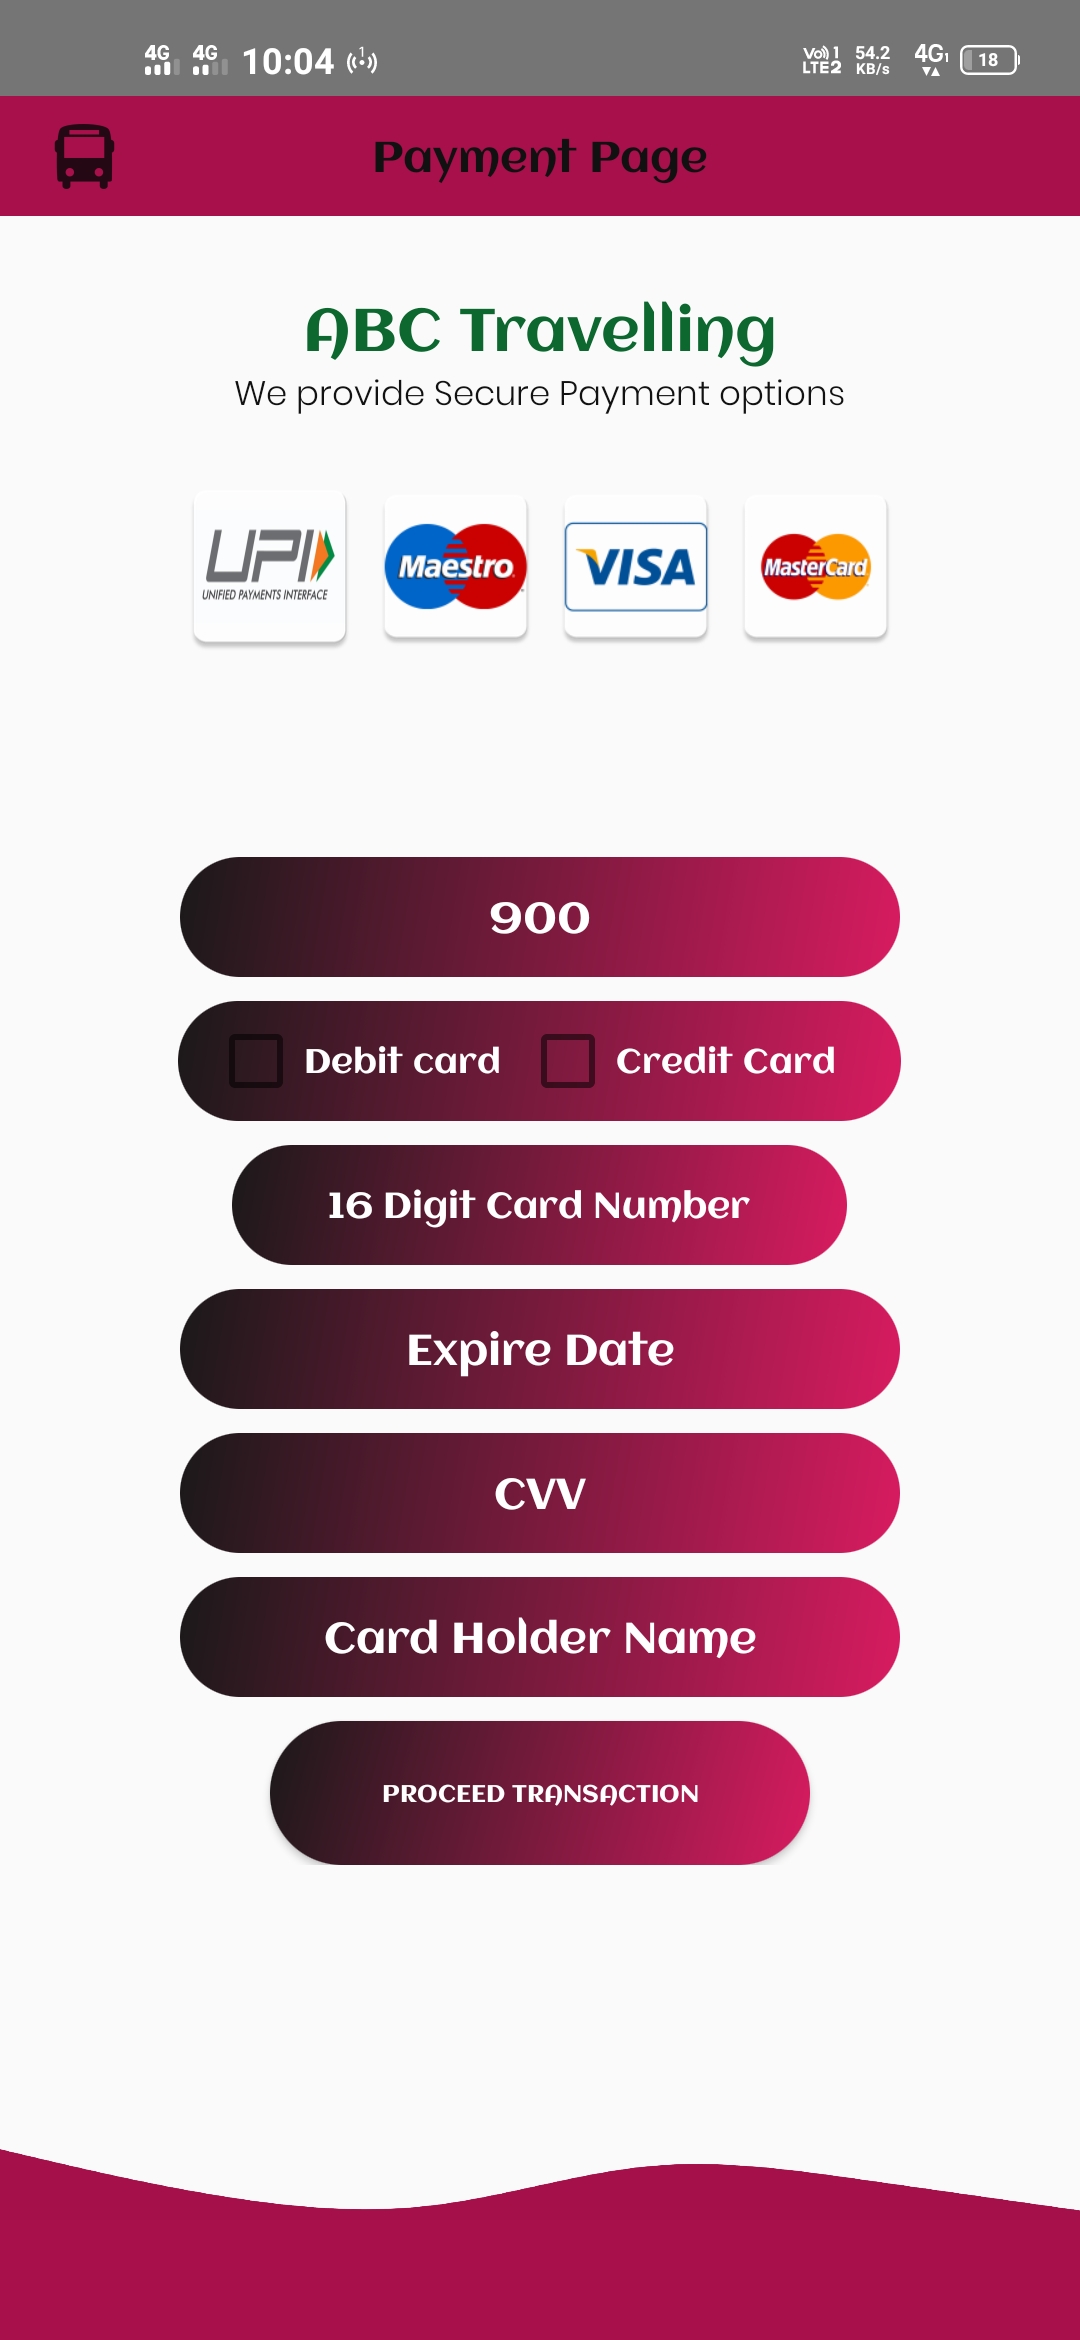 4G 4G 10:04 1 Vo)) 1 LTE2 54.2 KB/s 4G1 18
Payment Page
ABC Travelling
We provide Secure Payment options
UPI Maestro VISA MasterCard
UNIFIED PAYMENTS INTERFACE
900
Debit card Credit Card
16 Digit Card Number
Expire Date
CVV
Card Holder Name
PROCEED TRANSACTION